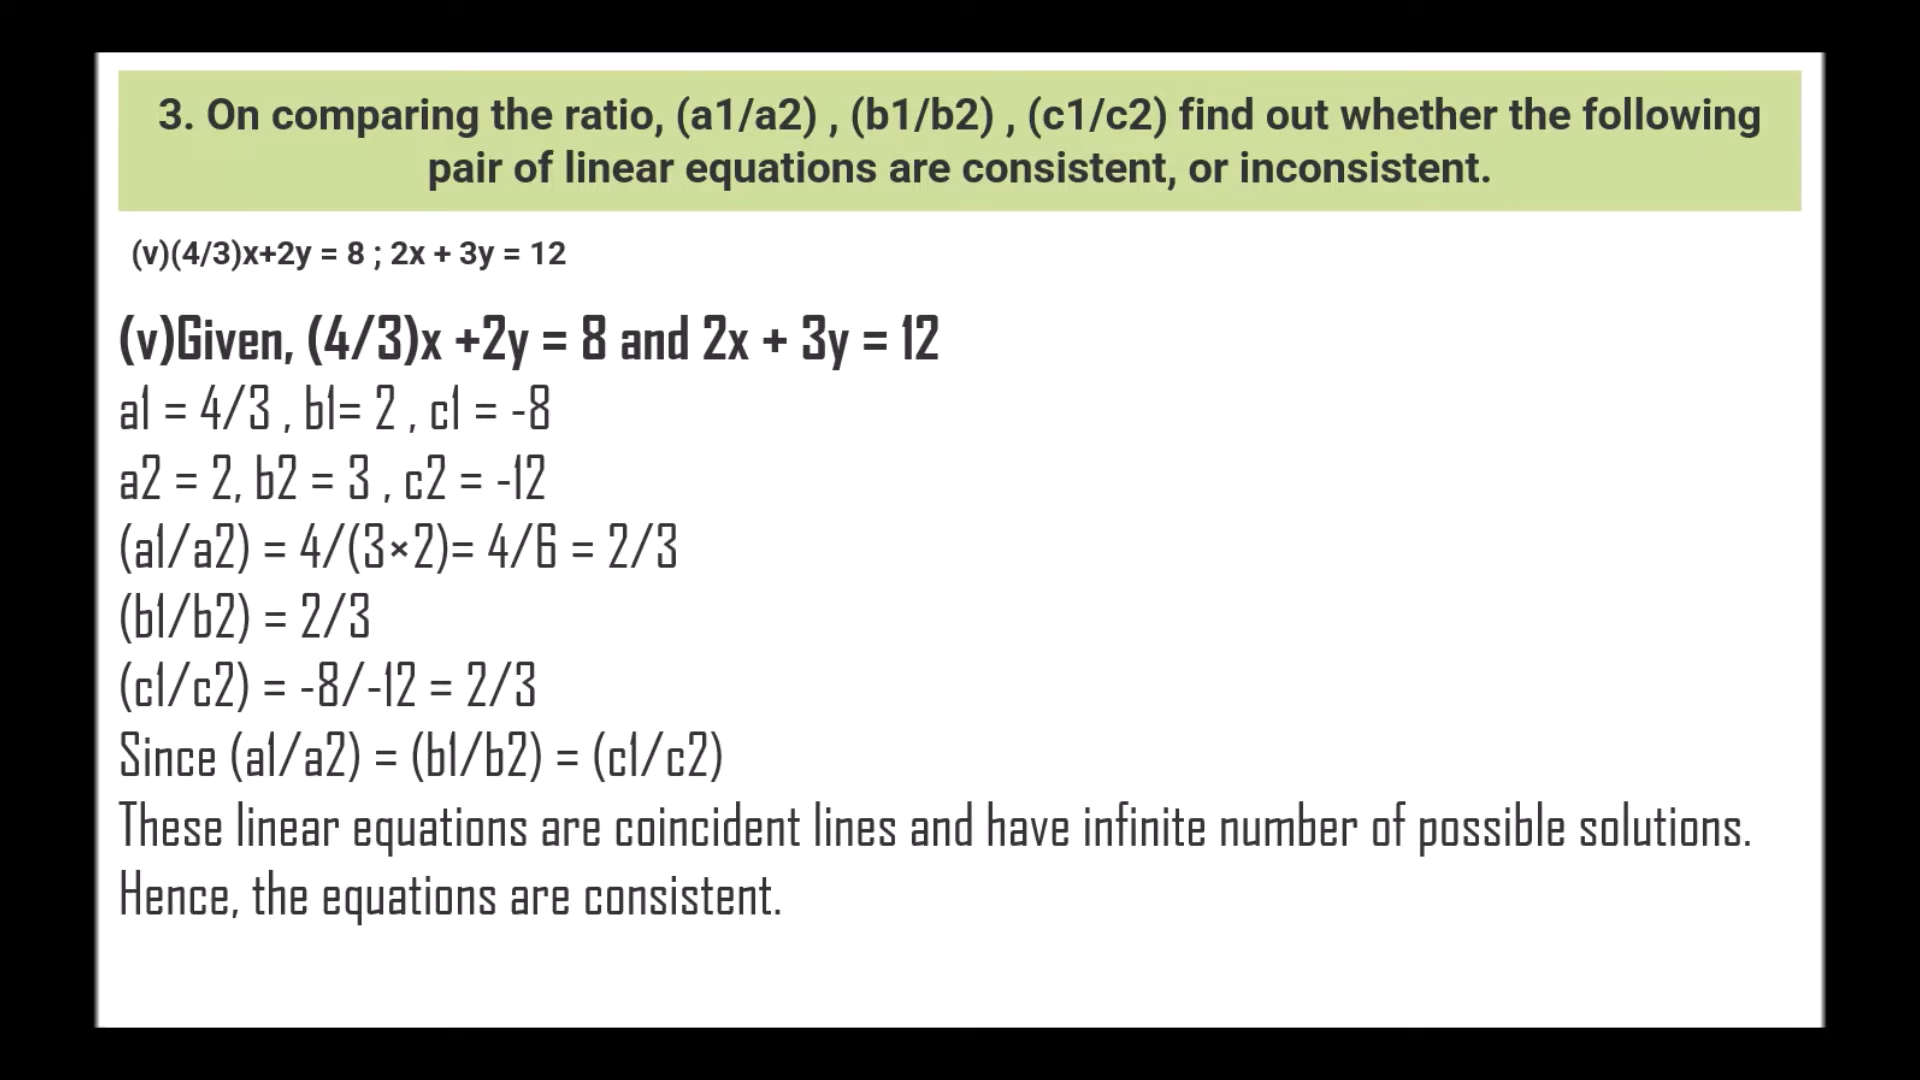 3. On comparing the ratio, (a1/a2) , (b1/b2) , (c1/c2) find out whether the following
pair of linear equations are consistent, or inconsistent.
(v)(4/3)x+2y = 8 ; 2x + 3y = 12
(v)Given, (4/3)x +2y = 8 and 2x + 3y = 12
a1 = 4/3 , b1= 2 , c1 = -8
a2 = 2, b2 = 3 , c2 = -12
(a1/a2) = 4/(3×2)= 4/6 = 2/3
(b1/b2) = 2/3
(c1/c2) = -8/-12 = 2/3
Since (a1/a2) = (b1/b2) = (c1/c2)
These linear equations are coincident lines and have infinite number of possible solutions.
Hence, the equations are consistent.